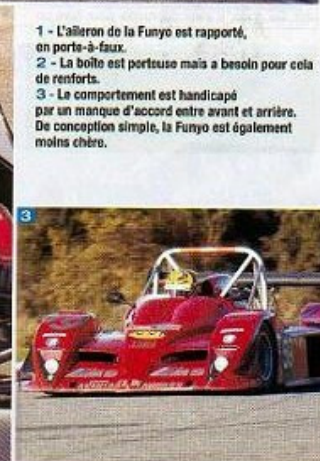 1 - L'aileron de la Funyo est rapporté,
en porte-à-faux.
2 - La boîte est porteuse mais a besoin pour cela
de renforts.
3 - Le comportement est handicapé
par un manque d'accord entre avant et arrière.
De conception simple, la Funyo est également
moins chère.
3